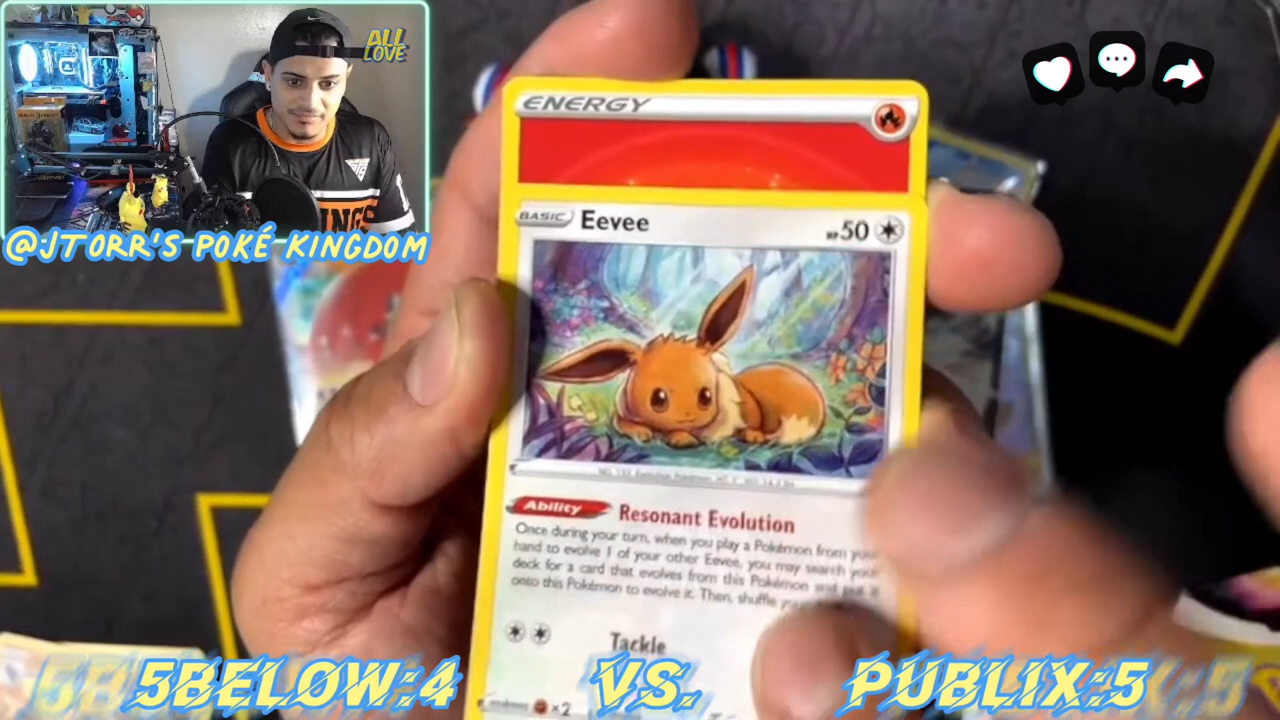 ALL
LOVE
@JTORR'S POKÉ KINGDOM
ENERGY
BASIC Eevee HP50
Ability Resonant Evolution
Once during your turn, when you play a Pokémon from your
hand to evolve 1 of your other Eevee, you may search your
deck for a card that evolves from this Pokémon and put it
onto this Pokémon to evolve it. Then, shuffle
Tackle
weakness ×2
5BELOW:4 VS. PUBLIX:5